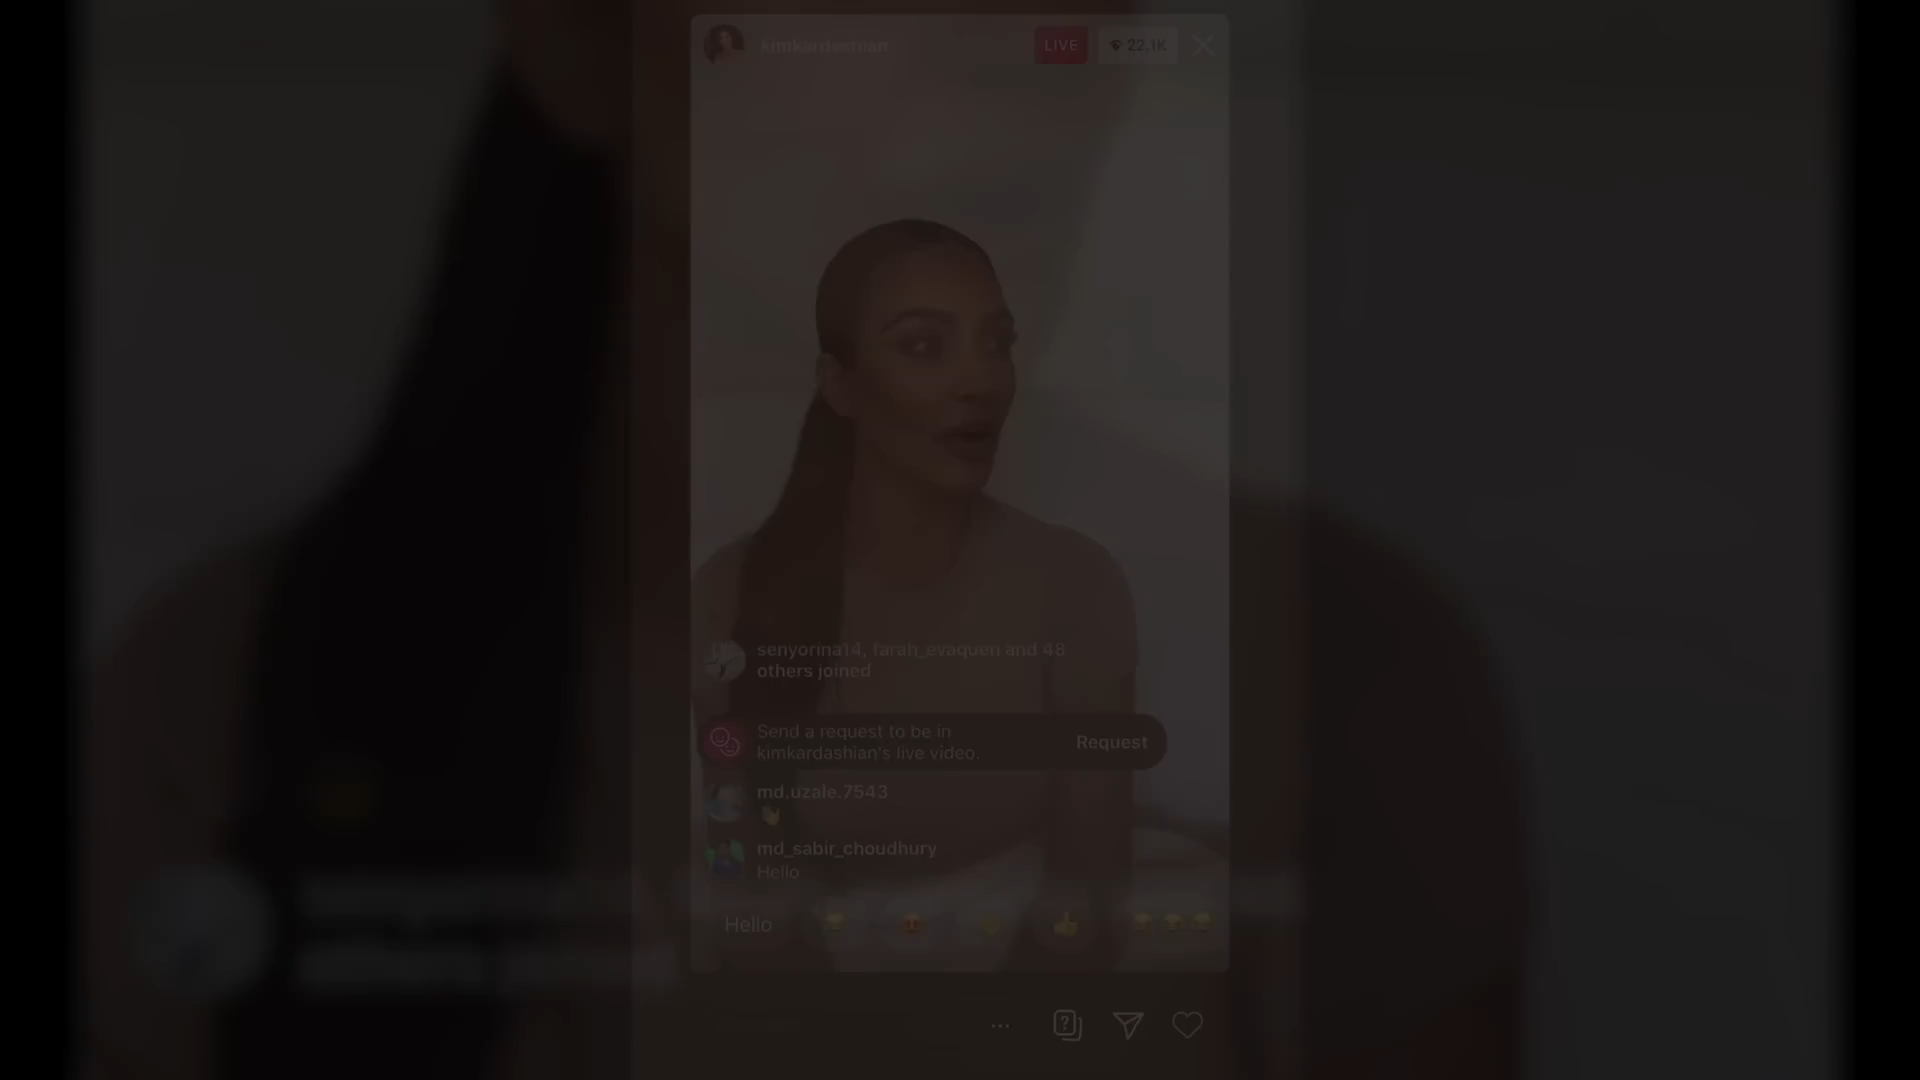 kimkardashian
LIVE
22.1K
senyorina14, farah_evaquen and 48
others joined
Send a request to be in
kimkardashian's live video.
Request
md.uzale.7543
md_sabir_choudhury
Hello
Hello